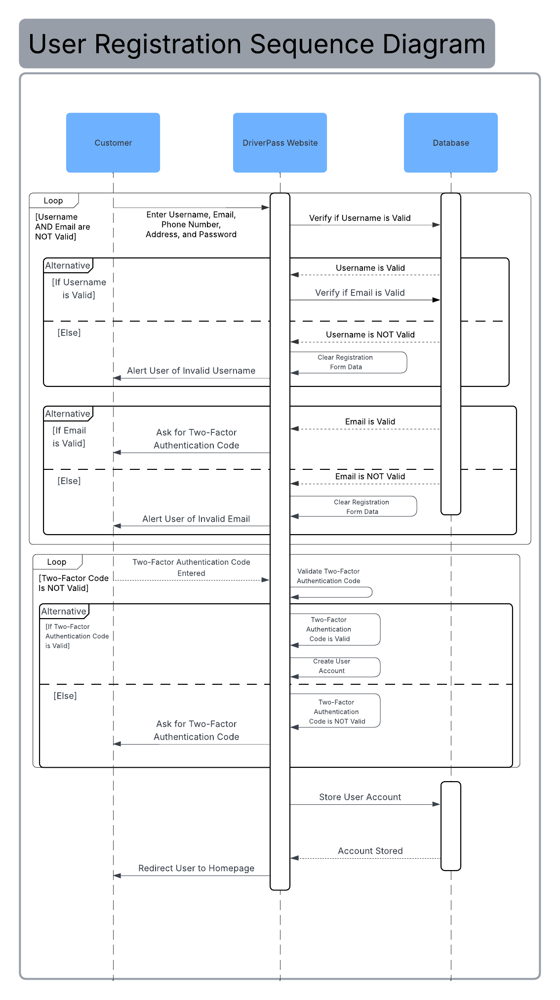 User Registration Sequence Diagram
Customer
DriverPass Website
Database
Loop
[Username
AND Email are
NOT Valid]
Enter Username, Email,
Phone Number,
Address, and Password
Verify if Username is Valid
Alternative
[If Username
is Valid]
Username is Valid
Verify if Email is Valid
[Else]
Username is NOT Valid
Clear Registration
Form Data
Alert User of Invalid Username
Alternative
[If Email
is Valid]
Email is Valid
Ask for Two-Factor
Authentication Code
[Else]
Email is NOT Valid
Clear Registration
Form Data
Alert User of Invalid Email
Loop
[Two-Factor Code
Is NOT Valid]
Two-Factor Authentication Code
Entered
Validate Two-Factor
Authentication Code
Alternative
[If Two-Factor
Authentication Code
is Valid]
Two-Factor
Authentication
Code is Valid
Create User
Account
[Else]
Two-Factor
Authentication
Code is NOT Valid
Ask for Two-Factor
Authentication Code
Store User Account
Account Stored
Redirect User to Homepage